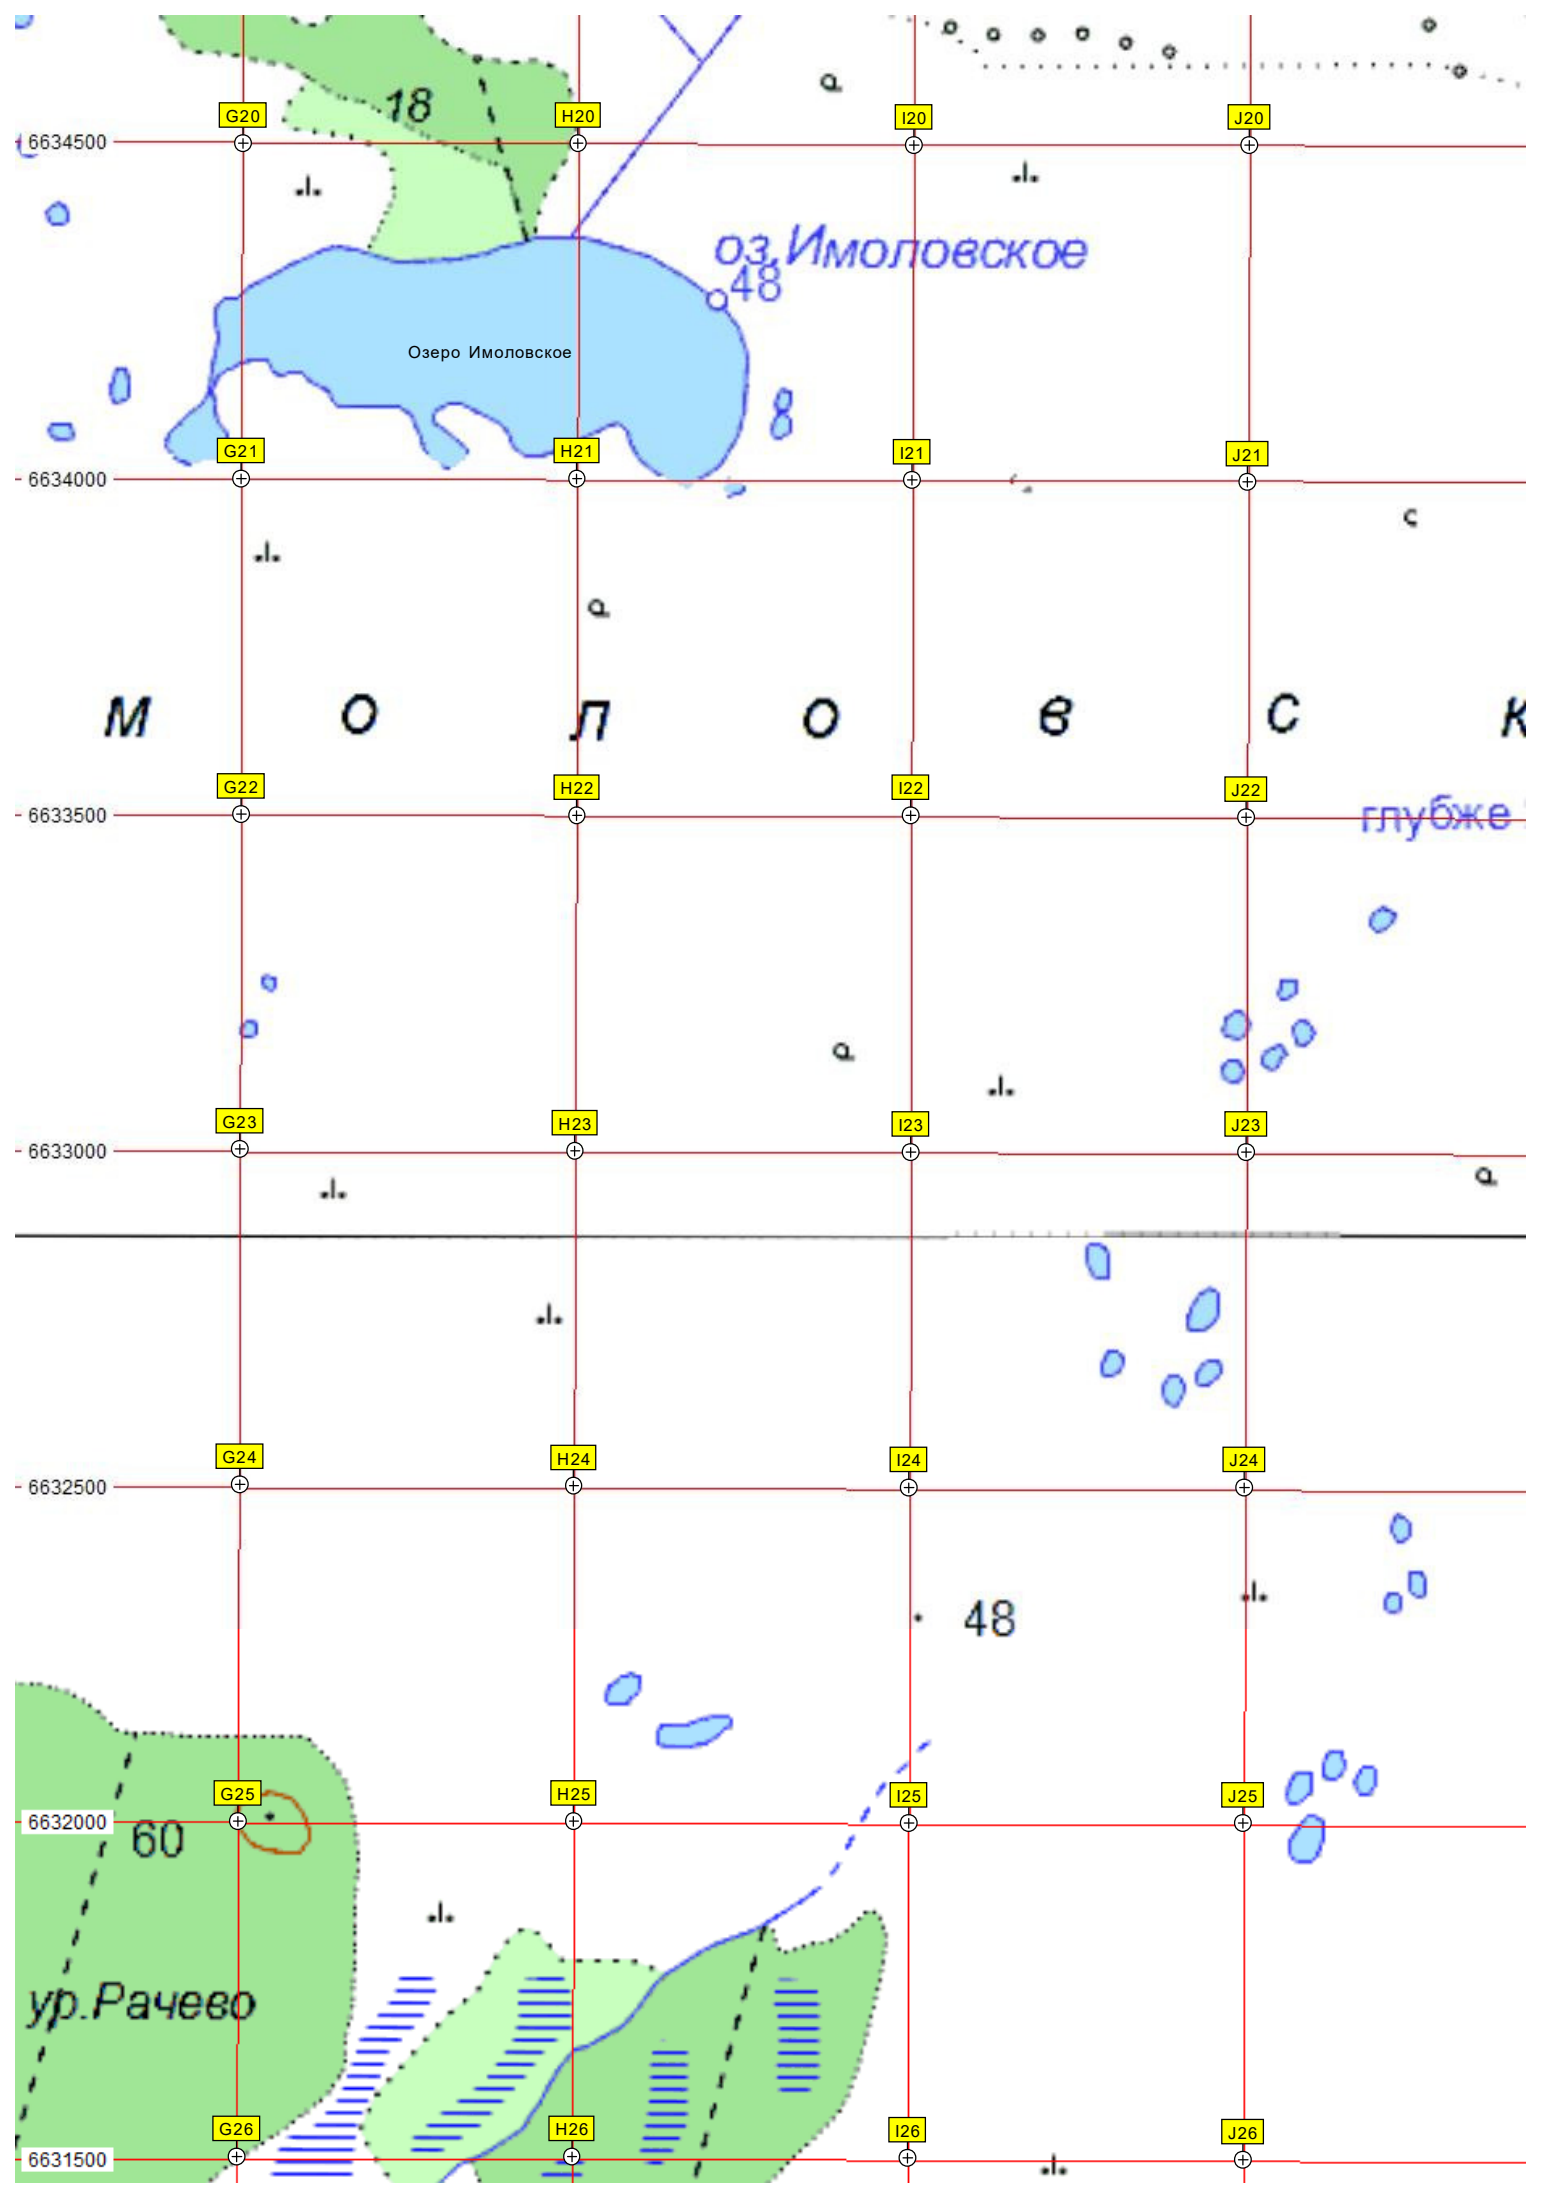 18
G20 H20 I20 J20
6634500
оз.Имоловское
48
Озеро Имоловское
G21 H21 I21 J21
6634000
М О Л О В С К
G22 H22 I22 J22
6633500
глубже
G23 H23 I23 J23
6633000
G24 H24 I24 J24
6632500
48
G25 H25 I25 J25
6632000
60
ур.Рачево
G26 H26 I26 J26
6631500